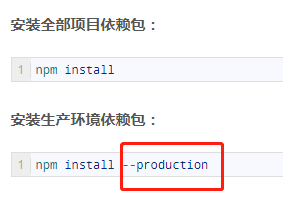 安装全部项目依赖包：
1 npm install
安装生产环境依赖包：
1 npm install --production